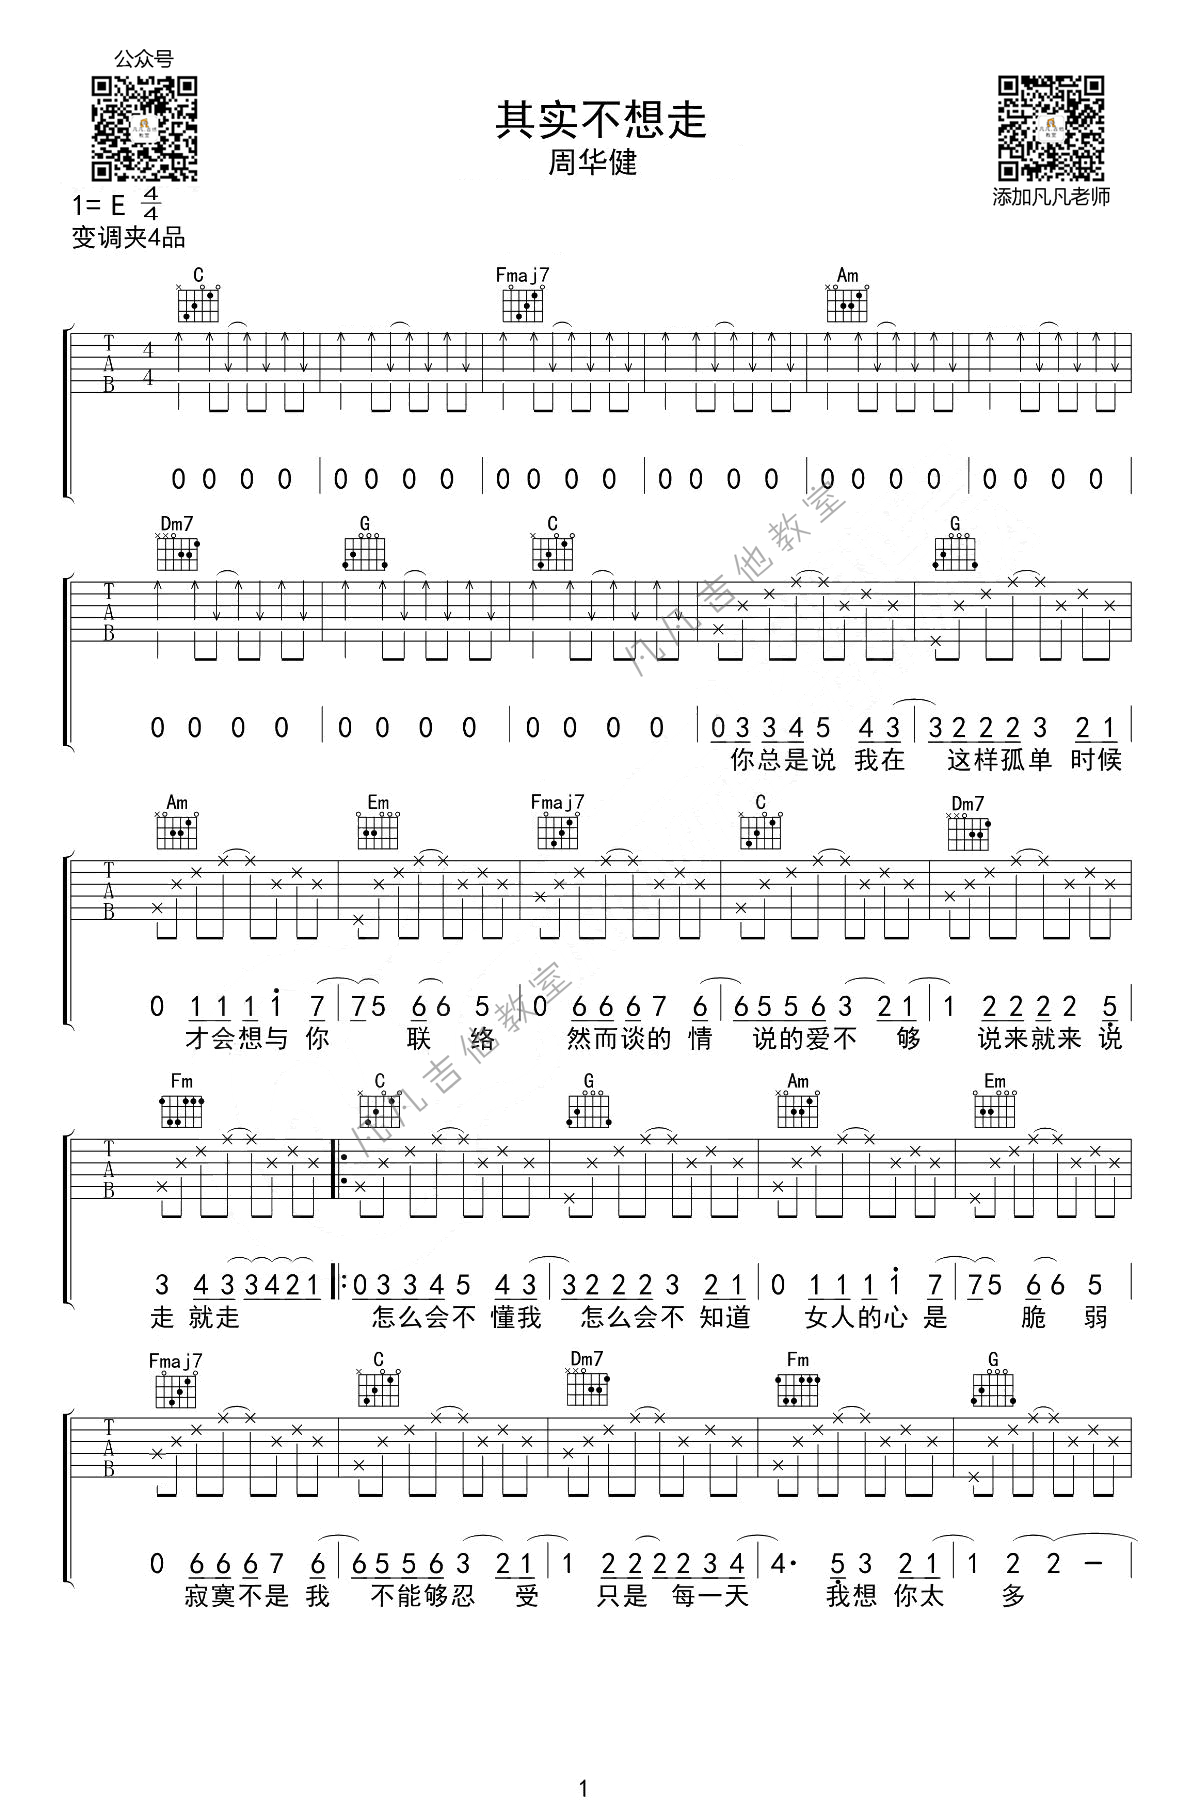 公众号
其实不想走
周华健
添加凡凡老师
1= E 4/4
变调夹4品
C Fmaj7 Am
T A B 4 4
0 0 0 0 | 0 0 0 0 | 0 0 0 0 | 0 0 0 0 | 0 0 0 0 | 0 0 0 0
Dm7 G C G
T A B
0 0 0 0 | 0 0 0 0 | 0 0 0 0 | 0 3 3 4 5 4 3 | 3 2 2 2 3 2 1
你总是说 我在 这样孤单 时候
凡凡吉他教室
Am Em Fmaj7 C Dm7
T A B
0 1 1 1 1 7 | 7 5 6 6 5 | 0 6 6 6 7 6 | 6 5 5 6 3 2 1 | 1 2 2 2 2 5
才会想与 你 联 络 然而谈的 情 说的爱不 够 说来就来 说
凡凡吉他教室
Fm C G Am Em
T A B
3 4 3 3 4 2 1 |: 0 3 3 4 5 4 3 | 3 2 2 2 3 2 1 | 0 1 1 1 1 7 | 7 5 6 6 5
走 就走 怎么会不 懂我 怎么会不 知道 女人的心 是 脆 弱
Fmaj7 C Dm7 Fm G
T A B
0 6 6 6 7 6 | 6 5 5 6 3 2 1 | 1 2 2 2 2 3 4 | 4· 5 3 2 1 | 1 2 2 —
寂寞不是 我 不能够忍 受 只是 每一天 我想 你太 多
1